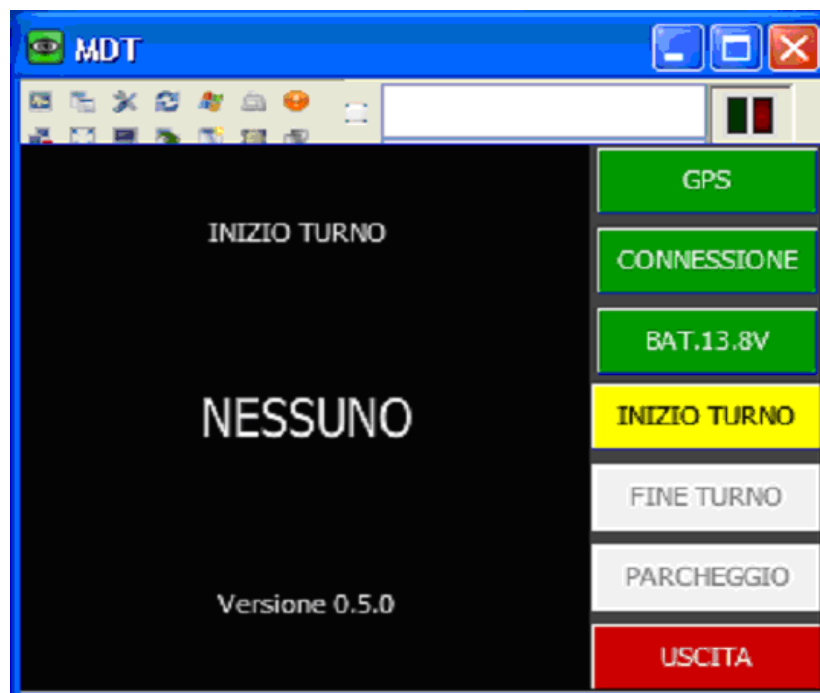 MDT
INIZIO TURNO
NESSUNO
Versione 0.5.0
GPS
CONNESSIONE
BAT.13.8V
INIZIO TURNO
FINE TURNO
PARCHEGGIO
USCITA